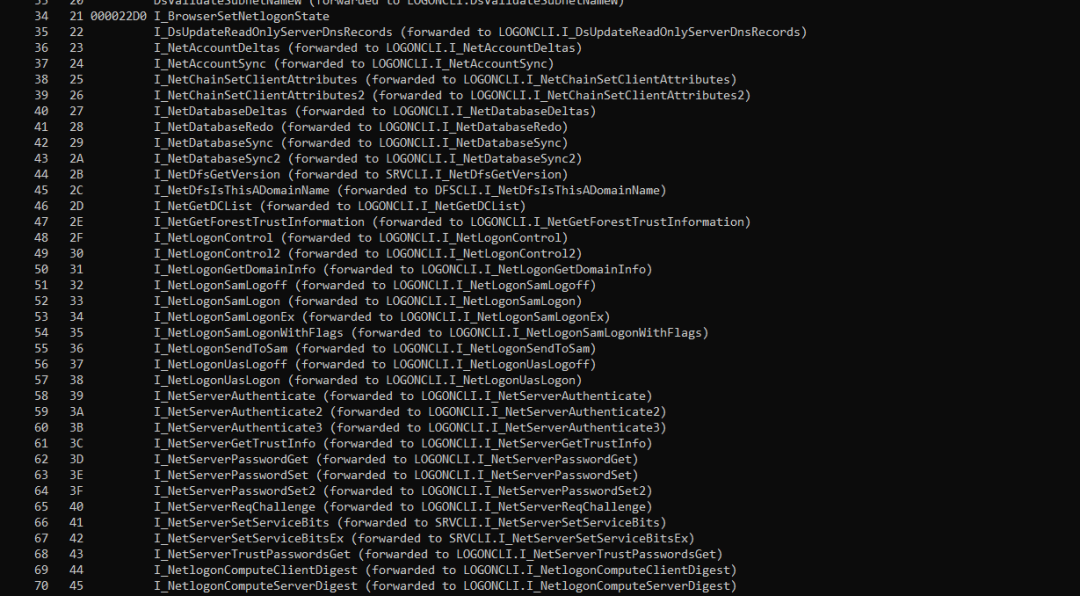 33 20 DsValidateSubnetNameW (forwarded to LOGONCLI.DsValidateSubnetNameW)
34 21 000022D0 I_BrowserSetNetlogonState
35 22 I_DsUpdateReadOnlyServerDnsRecords (forwarded to LOGONCLI.I_DsUpdateReadOnlyServerDnsRecords)
36 23 I_NetAccountDeltas (forwarded to LOGONCLI.I_NetAccountDeltas)
37 24 I_NetAccountSync (forwarded to LOGONCLI.I_NetAccountSync)
38 25 I_NetChainSetClientAttributes (forwarded to LOGONCLI.I_NetChainSetClientAttributes)
39 26 I_NetChainSetClientAttributes2 (forwarded to LOGONCLI.I_NetChainSetClientAttributes2)
40 27 I_NetDatabaseDeltas (forwarded to LOGONCLI.I_NetDatabaseDeltas)
41 28 I_NetDatabaseRedo (forwarded to LOGONCLI.I_NetDatabaseRedo)
42 29 I_NetDatabaseSync (forwarded to LOGONCLI.I_NetDatabaseSync)
43 2A I_NetDatabaseSync2 (forwarded to LOGONCLI.I_NetDatabaseSync2)
44 2B I_NetDfsGetVersion (forwarded to SRVCLI.I_NetDfsGetVersion)
45 2C I_NetDfsIsThisADomainName (forwarded to DFSCLI.I_NetDfsIsThisADomainName)
46 2D I_NetGetDCList (forwarded to LOGONCLI.I_NetGetDCList)
47 2E I_NetGetForestTrustInformation (forwarded to LOGONCLI.I_NetGetForestTrustInformation)
48 2F I_NetLogonControl (forwarded to LOGONCLI.I_NetLogonControl)
49 30 I_NetLogonControl2 (forwarded to LOGONCLI.I_NetLogonControl2)
50 31 I_NetLogonGetDomainInfo (forwarded to LOGONCLI.I_NetLogonGetDomainInfo)
51 32 I_NetLogonSamLogoff (forwarded to LOGONCLI.I_NetLogonSamLogoff)
52 33 I_NetLogonSamLogon (forwarded to LOGONCLI.I_NetLogonSamLogon)
53 34 I_NetLogonSamLogonEx (forwarded to LOGONCLI.I_NetLogonSamLogonEx)
54 35 I_NetLogonSamLogonWithFlags (forwarded to LOGONCLI.I_NetLogonSamLogonWithFlags)
55 36 I_NetLogonSendToSam (forwarded to LOGONCLI.I_NetLogonSendToSam)
56 37 I_NetLogonUasLogoff (forwarded to LOGONCLI.I_NetLogonUasLogoff)
57 38 I_NetLogonUasLogon (forwarded to LOGONCLI.I_NetLogonUasLogon)
58 39 I_NetServerAuthenticate (forwarded to LOGONCLI.I_NetServerAuthenticate)
59 3A I_NetServerAuthenticate2 (forwarded to LOGONCLI.I_NetServerAuthenticate2)
60 3B I_NetServerAuthenticate3 (forwarded to LOGONCLI.I_NetServerAuthenticate3)
61 3C I_NetServerGetTrustInfo (forwarded to LOGONCLI.I_NetServerGetTrustInfo)
62 3D I_NetServerPasswordGet (forwarded to LOGONCLI.I_NetServerPasswordGet)
63 3E I_NetServerPasswordSet (forwarded to LOGONCLI.I_NetServerPasswordSet)
64 3F I_NetServerPasswordSet2 (forwarded to LOGONCLI.I_NetServerPasswordSet2)
65 40 I_NetServerReqChallenge (forwarded to LOGONCLI.I_NetServerReqChallenge)
66 41 I_NetServerSetServiceBits (forwarded to SRVCLI.I_NetServerSetServiceBits)
67 42 I_NetServerSetServiceBitsEx (forwarded to SRVCLI.I_NetServerSetServiceBitsEx)
68 43 I_NetServerTrustPasswordsGet (forwarded to LOGONCLI.I_NetServerTrustPasswordsGet)
69 44 I_NetlogonComputeClientDigest (forwarded to LOGONCLI.I_NetlogonComputeClientDigest)
70 45 I_NetlogonComputeServerDigest (forwarded to LOGONCLI.I_NetlogonComputeServerDigest)